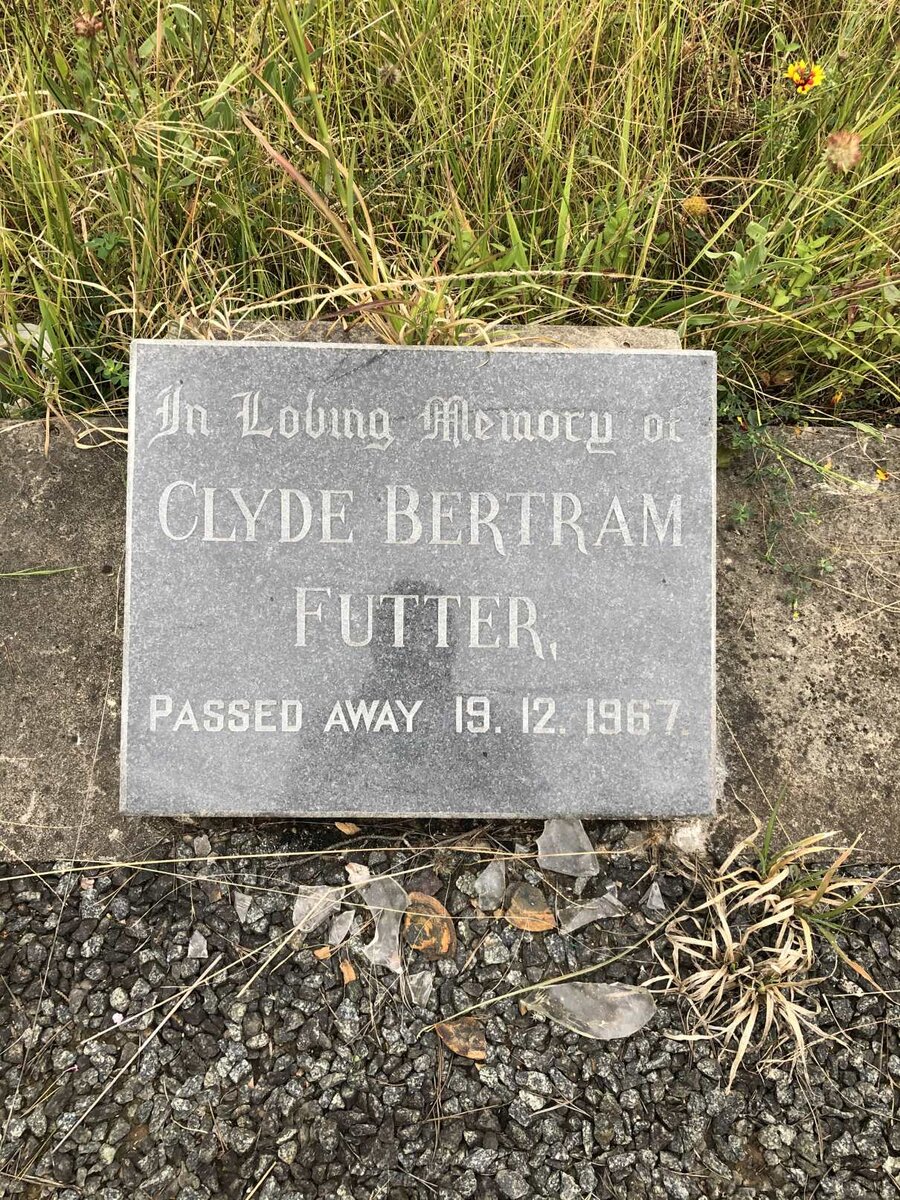 In Loving Memory of
CLYDE BERTRAM
FUTTER,
PASSED AWAY 19. 12. 1967.